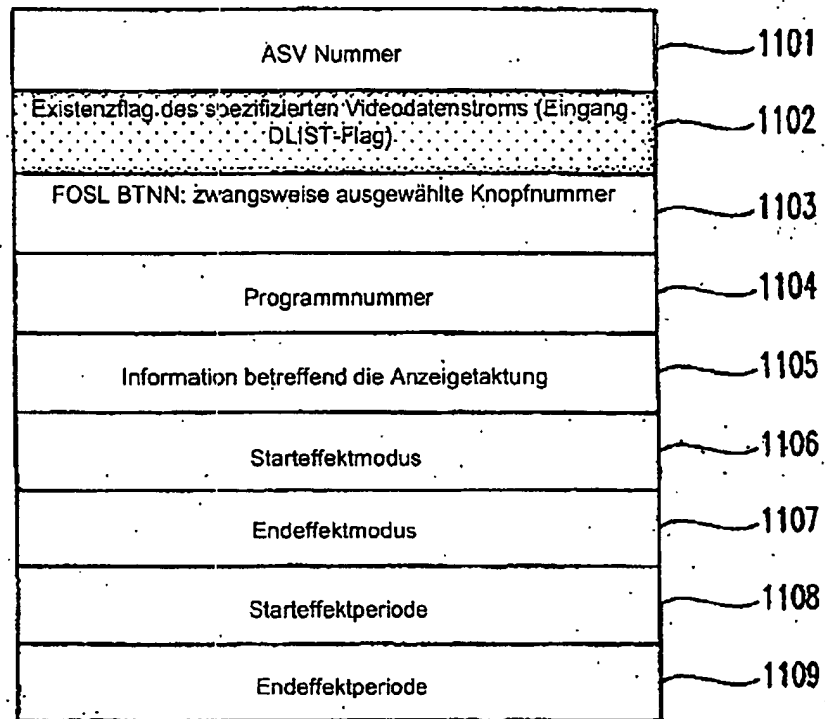 ASV Nummer
1101
Existenzflag des spezifizierten Videodatenstroms (Eingang
DLIST-Flag)
1102
FOSL BTNN: zwangsweise ausgewählte Knopfnummer
1103
Programmnummer
1104
Information betreffend die Anzeigetaktung
1105
Starteffektmodus
1106
Endeffektmodus
1107
Starteffektperiode
1108
Endeffektperiode
1109